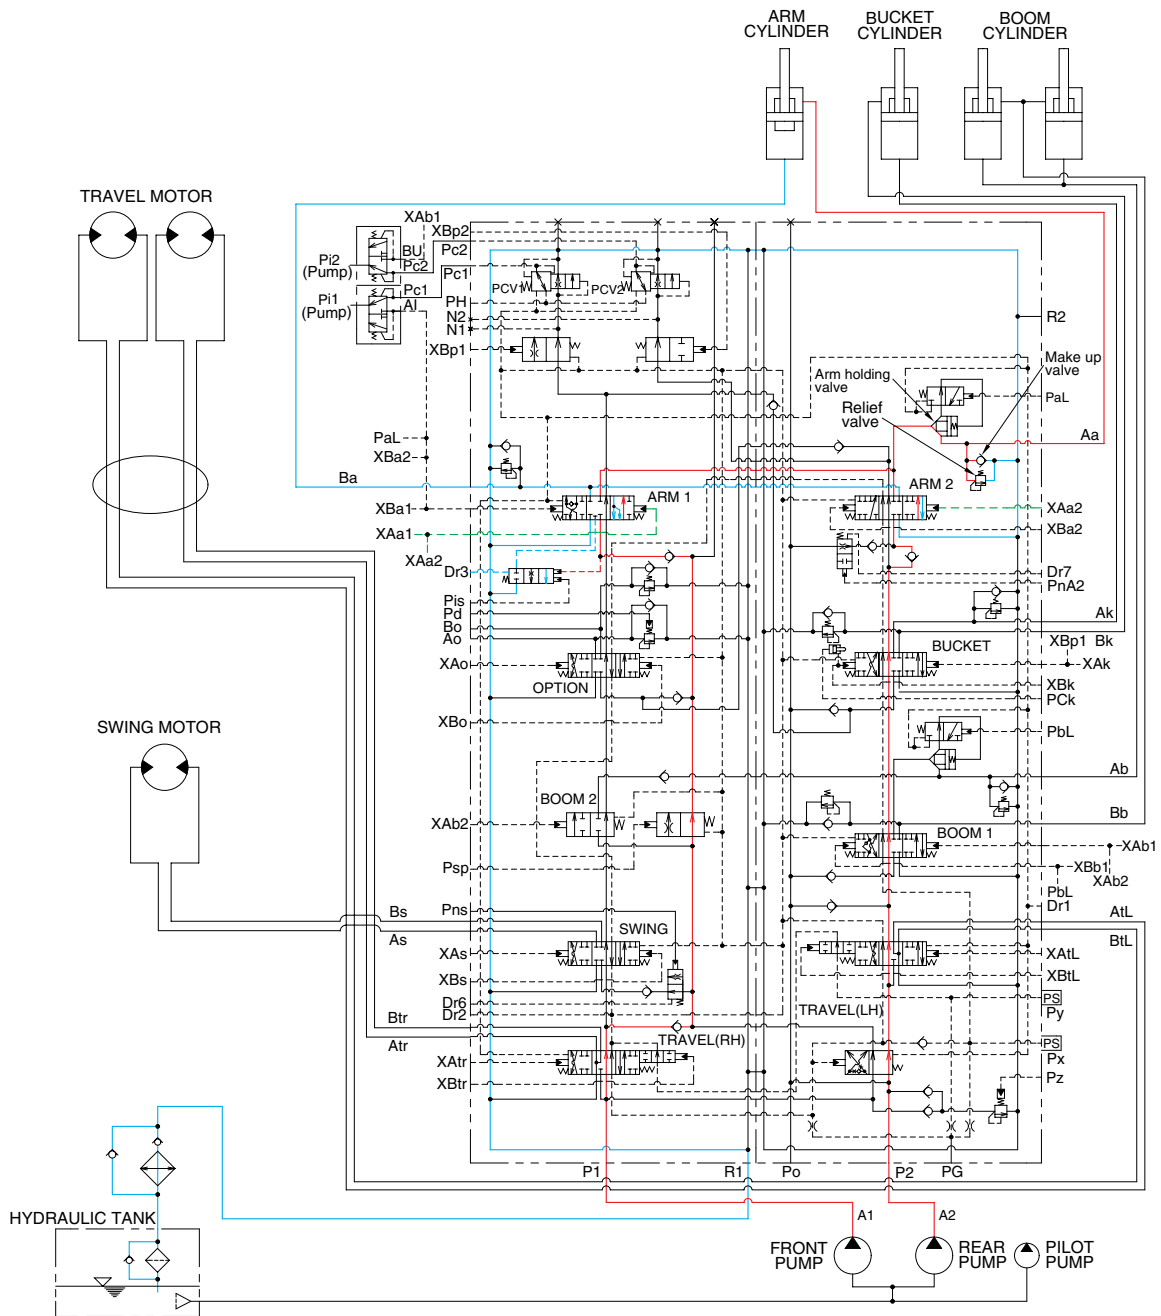 ARM
CYLINDER
BUCKET
CYLINDER
BOOM
CYLINDER
TRAVEL MOTOR
XAb1
XBp2
Pc2
Pc1
BU
Pc2
Pi2
(Pump)
Pc1
AI
Pi1
(Pump)
PCV1
PCV2
PH
N2
N1
XBp1
R2
Make up
valve
Arm holding
valve
PaL
Relief
valve
Aa
PaL
XBa2
Ba
ARM 1
ARM 2
XBa1
XAa1
XAa2
XAa2
XBa2
Dr3
Dr7
PnA2
Pis
Pd
Bo
Ao
Ak
XBp1
Bk
BUCKET
XAo
XAk
OPTION
XBk
PCk
XBo
PbL
SWING MOTOR
Ab
BOOM 2
Bb
XAb2
BOOM 1
XAb1
XBb1
XAb2
Psp
PbL
Dr1
Pns
Bs
As
AtL
BtL
SWING
XAs
XAtL
XBs
XBtL
Dr6
Dr2
PS
Py
TRAVEL(LH)
Btr
Atr
TRAVEL(RH)
PS
Px
XAtr
XBtr
Pz
P1
R1
Po
P2
PG
HYDRAULIC TANK
A1
A2
FRONT
PUMP
REAR
PUMP
PILOT
PUMP